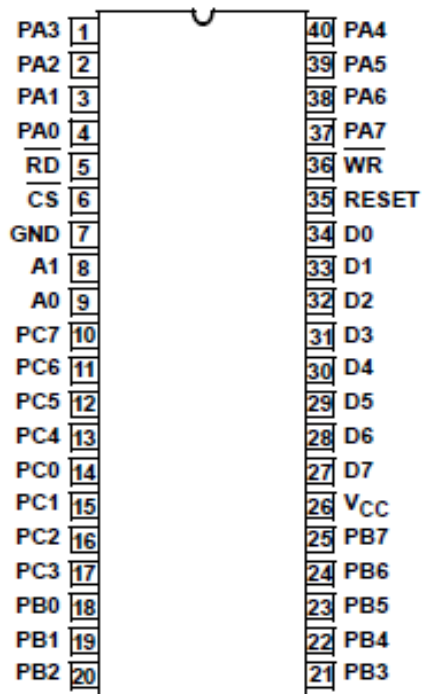 PA3 1 40 PA4
PA2 2 39 PA5
PA1 3 38 PA6
PA0 4 37 PA7
RD 5 36 WR
CS 6 35 RESET
GND 7 34 D0
A1 8 33 D1
A0 9 32 D2
PC7 10 31 D3
PC6 11 30 D4
PC5 12 29 D5
PC4 13 28 D6
PC0 14 27 D7
PC1 15 26 VCC
PC2 16 25 PB7
PC3 17 24 PB6
PB0 18 23 PB5
PB1 19 22 PB4
PB2 20 21 PB3